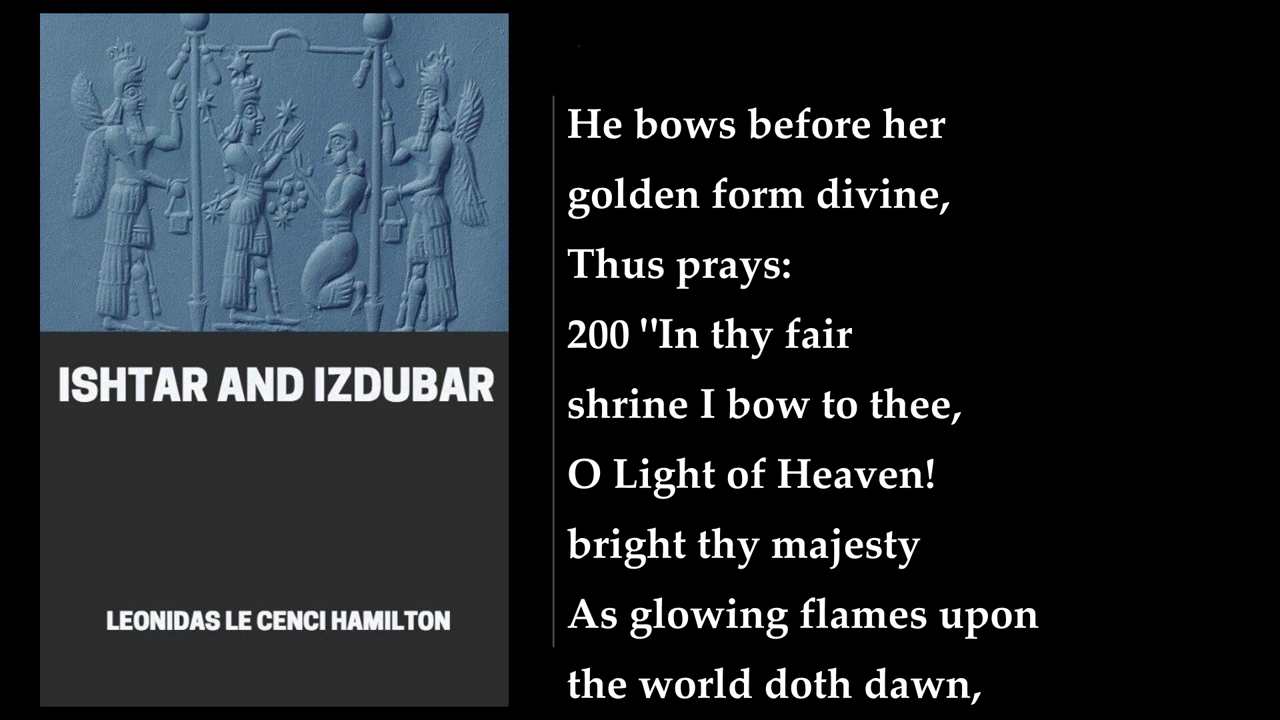 ISHTAR AND IZDUBAR
LEONIDAS LE CENCI HAMILTON
He bows before her
golden form divine,
Thus prays:
200 "In thy fair
shrine I bow to thee,
O Light of Heaven!
bright thy majesty
As glowing flames upon
the world doth dawn,